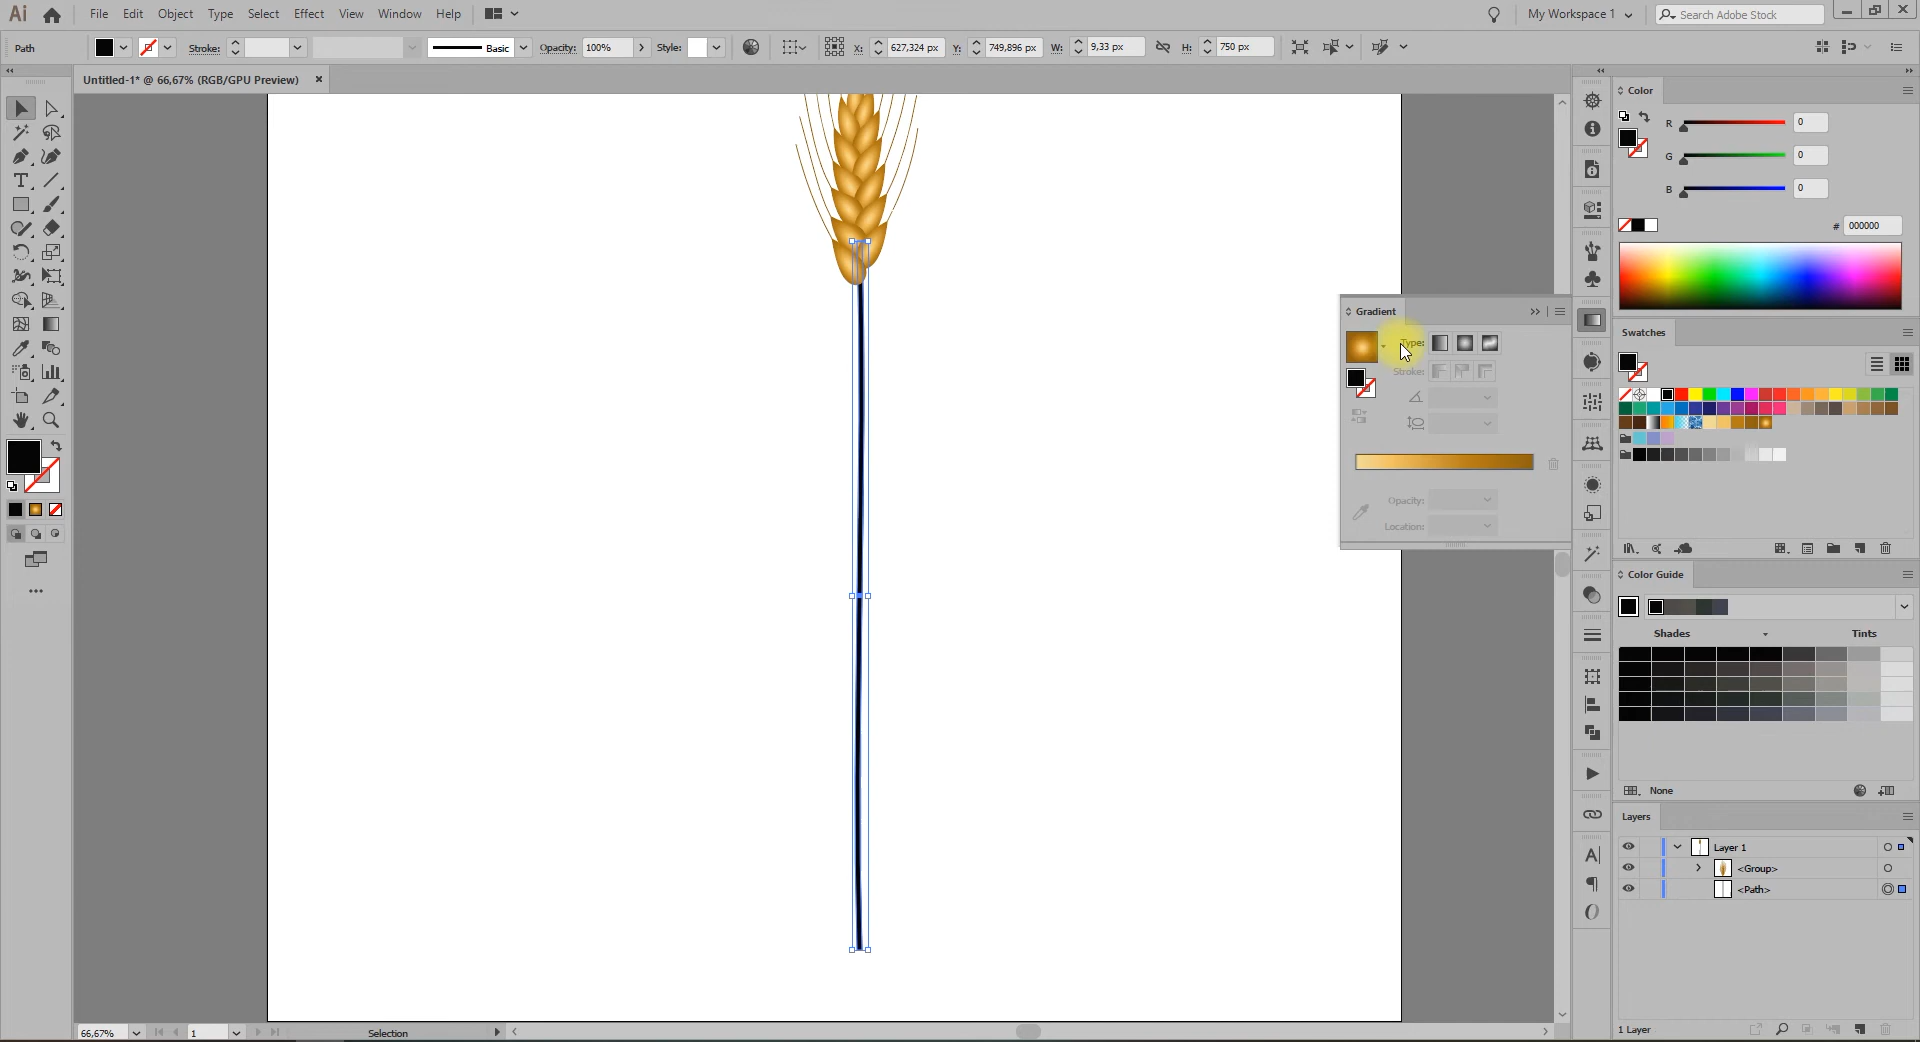 Ai File Edit Object Type Select Effect View Window Help My Workspace 1 Search Adobe Stock
Path Stroke: Basic Opacity: 100% Style: X: 627,324 px Y: 749,896 px W: 9,33 px H: 750 px
Untitled-1* @ 66,67% (RGB/GPU Preview)
Color
R 0
G 0
B 0
# 000000
Gradient
Type:
Stroke:
Opacity:
Location:
Swatches
Color Guide
Shades Tints
None
Layers
Layer 1
<Group>
<Path>
1 Layer
66,67% 1 Selection